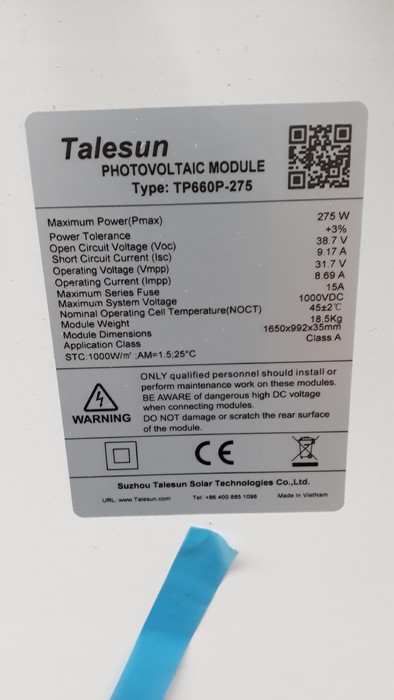 Talesun
PHOTOVOLTAIC MODULE
Type: TP660P-275
Maximum Power(Pmax) 275 W
Power Tolerance +3%
Open Circuit Voltage (Voc) 38.7 V
Short Circuit Current (Isc) 9.17 A
Operating Voltage (Vmpp) 31.7 V
Operating Current (Impp) 8.69 A
Maximum Series Fuse 15A
Maximum System Voltage 1000VDC
Nominal Operating Cell Temperature(NOCT) 45±2℃
Module Weight 18.5Kg
Module Dimensions 1650x992x35mm
Application Class Class A
STC:1000W/m² ;AM=1.5;25°C
ONLY qualified personnel should install or
perform maintenance work on these modules.
BE AWARE of dangerous high DC voltage
when connecting modules.
WARNING
DO NOT damage or scratch the rear surface
of the module.
CE
Suzhou Talesun Solar Technologies Co.,Ltd.
URL: www.Talesun.com Tel: +86 400 885 1098 Made In VietNam